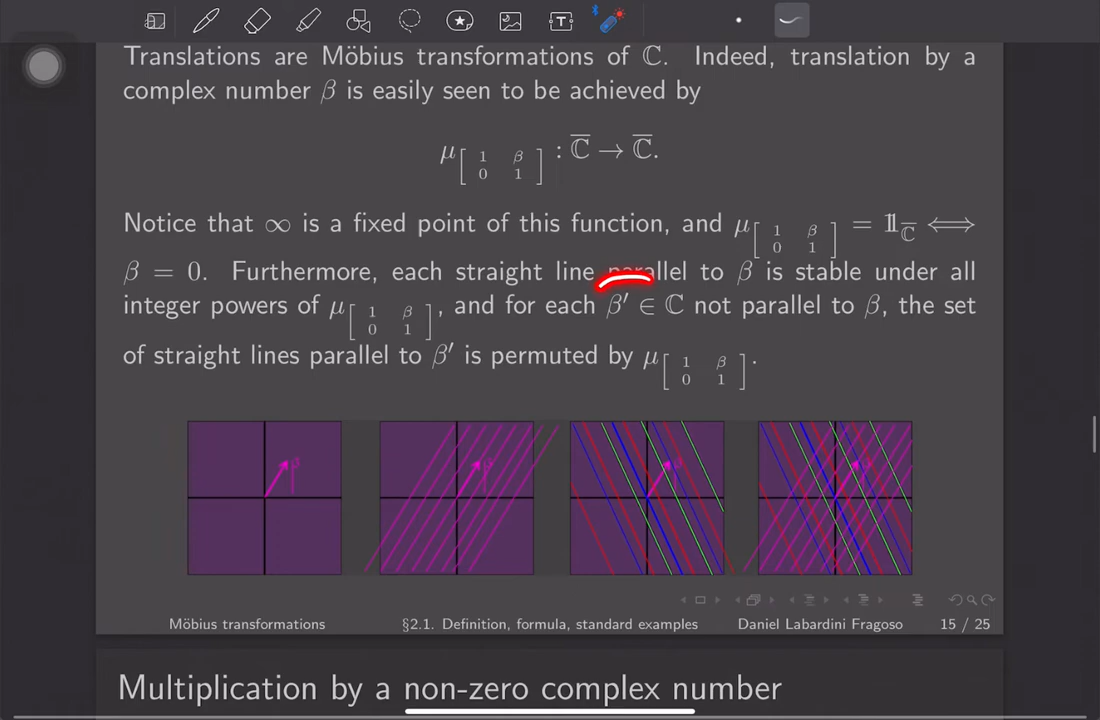 Translations are Möbius transformations of ℂ. Indeed, translation by a
complex number β is easily seen to be achieved by
μ[1 β 0 1] : ℂ̅ → ℂ̅.
Notice that ∞ is a fixed point of this function, and μ[1 β 0 1] = 𝟙_ℂ̅ ⟺
β = 0. Furthermore, each straight line parallel to β is stable under all
integer powers of μ[1 β 0 1], and for each β′ ∈ ℂ not parallel to β, the set
of straight lines parallel to β′ is permuted by μ[1 β 0 1].
β β β β
Möbius transformations §2.1. Definition, formula, standard examples Daniel Labardini Fragoso 15 / 25
Multiplication by a non-zero complex number